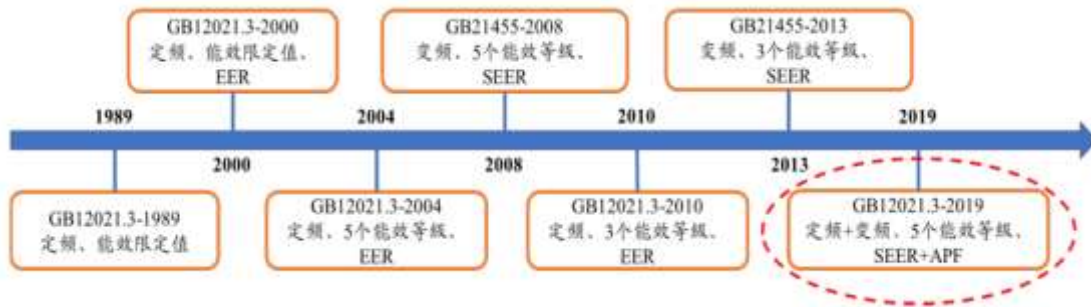 GB12021.3-2000
定频、能效限定值、
EER
GB21455-2008
变频、5个能效等级、
SEER
GB21455-2013
变频、3个能效等级、
SEER
1989
2004
2010
2019
2000
2008
2013
GB12021.3-1989
定频、能效限定值
GB12021.3-2004
定频、5个能效等级、
EER
GB12021.3-2010
定频、3个能效等级、
EER
GB12021.3-2019
定频+变频、5个能效等级、
SEER+APF